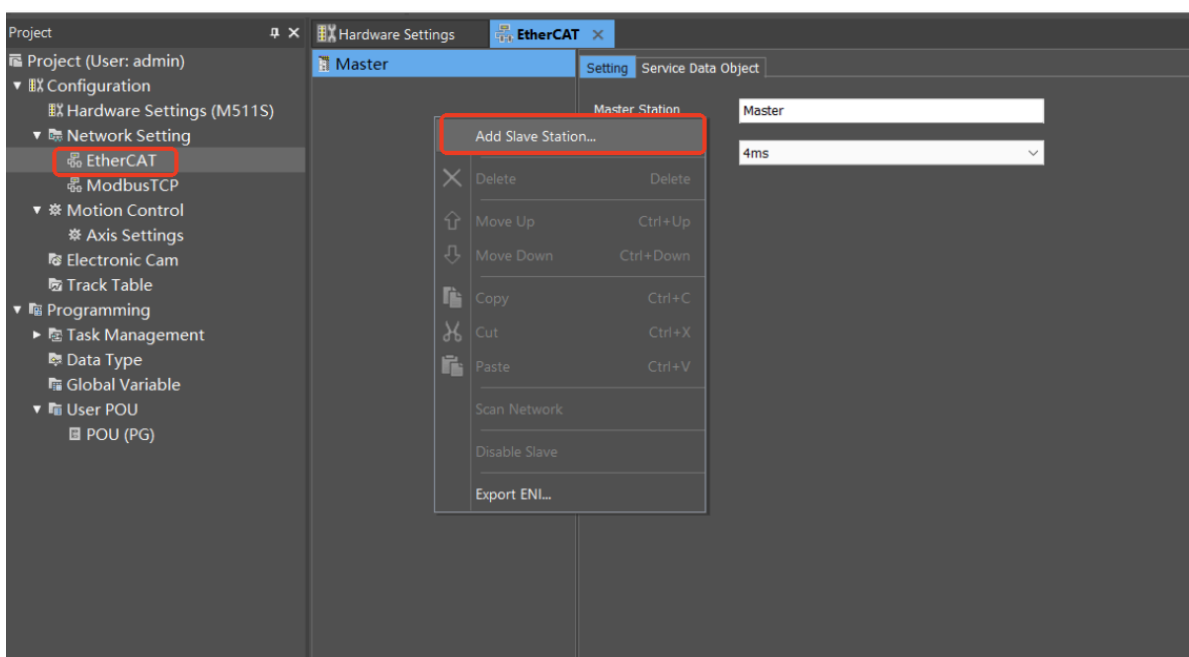 Project
Project (User: admin)
Configuration
Hardware Settings (M511S)
Network Setting
EtherCAT
ModbusTCP
Motion Control
Axis Settings
Electronic Cam
Track Table
Programming
Task Management
Data Type
Global Variable
User POU
POU (PG)
Hardware Settings
EtherCAT
Master
Setting
Service Data Object
Master Station
Master
4ms
Add Slave Station...
Delete Delete
Move Up Ctrl+Up
Move Down Ctrl+Down
Copy Ctrl+C
Cut Ctrl+X
Paste Ctrl+V
Scan Network
Disable Slave
Export ENI...